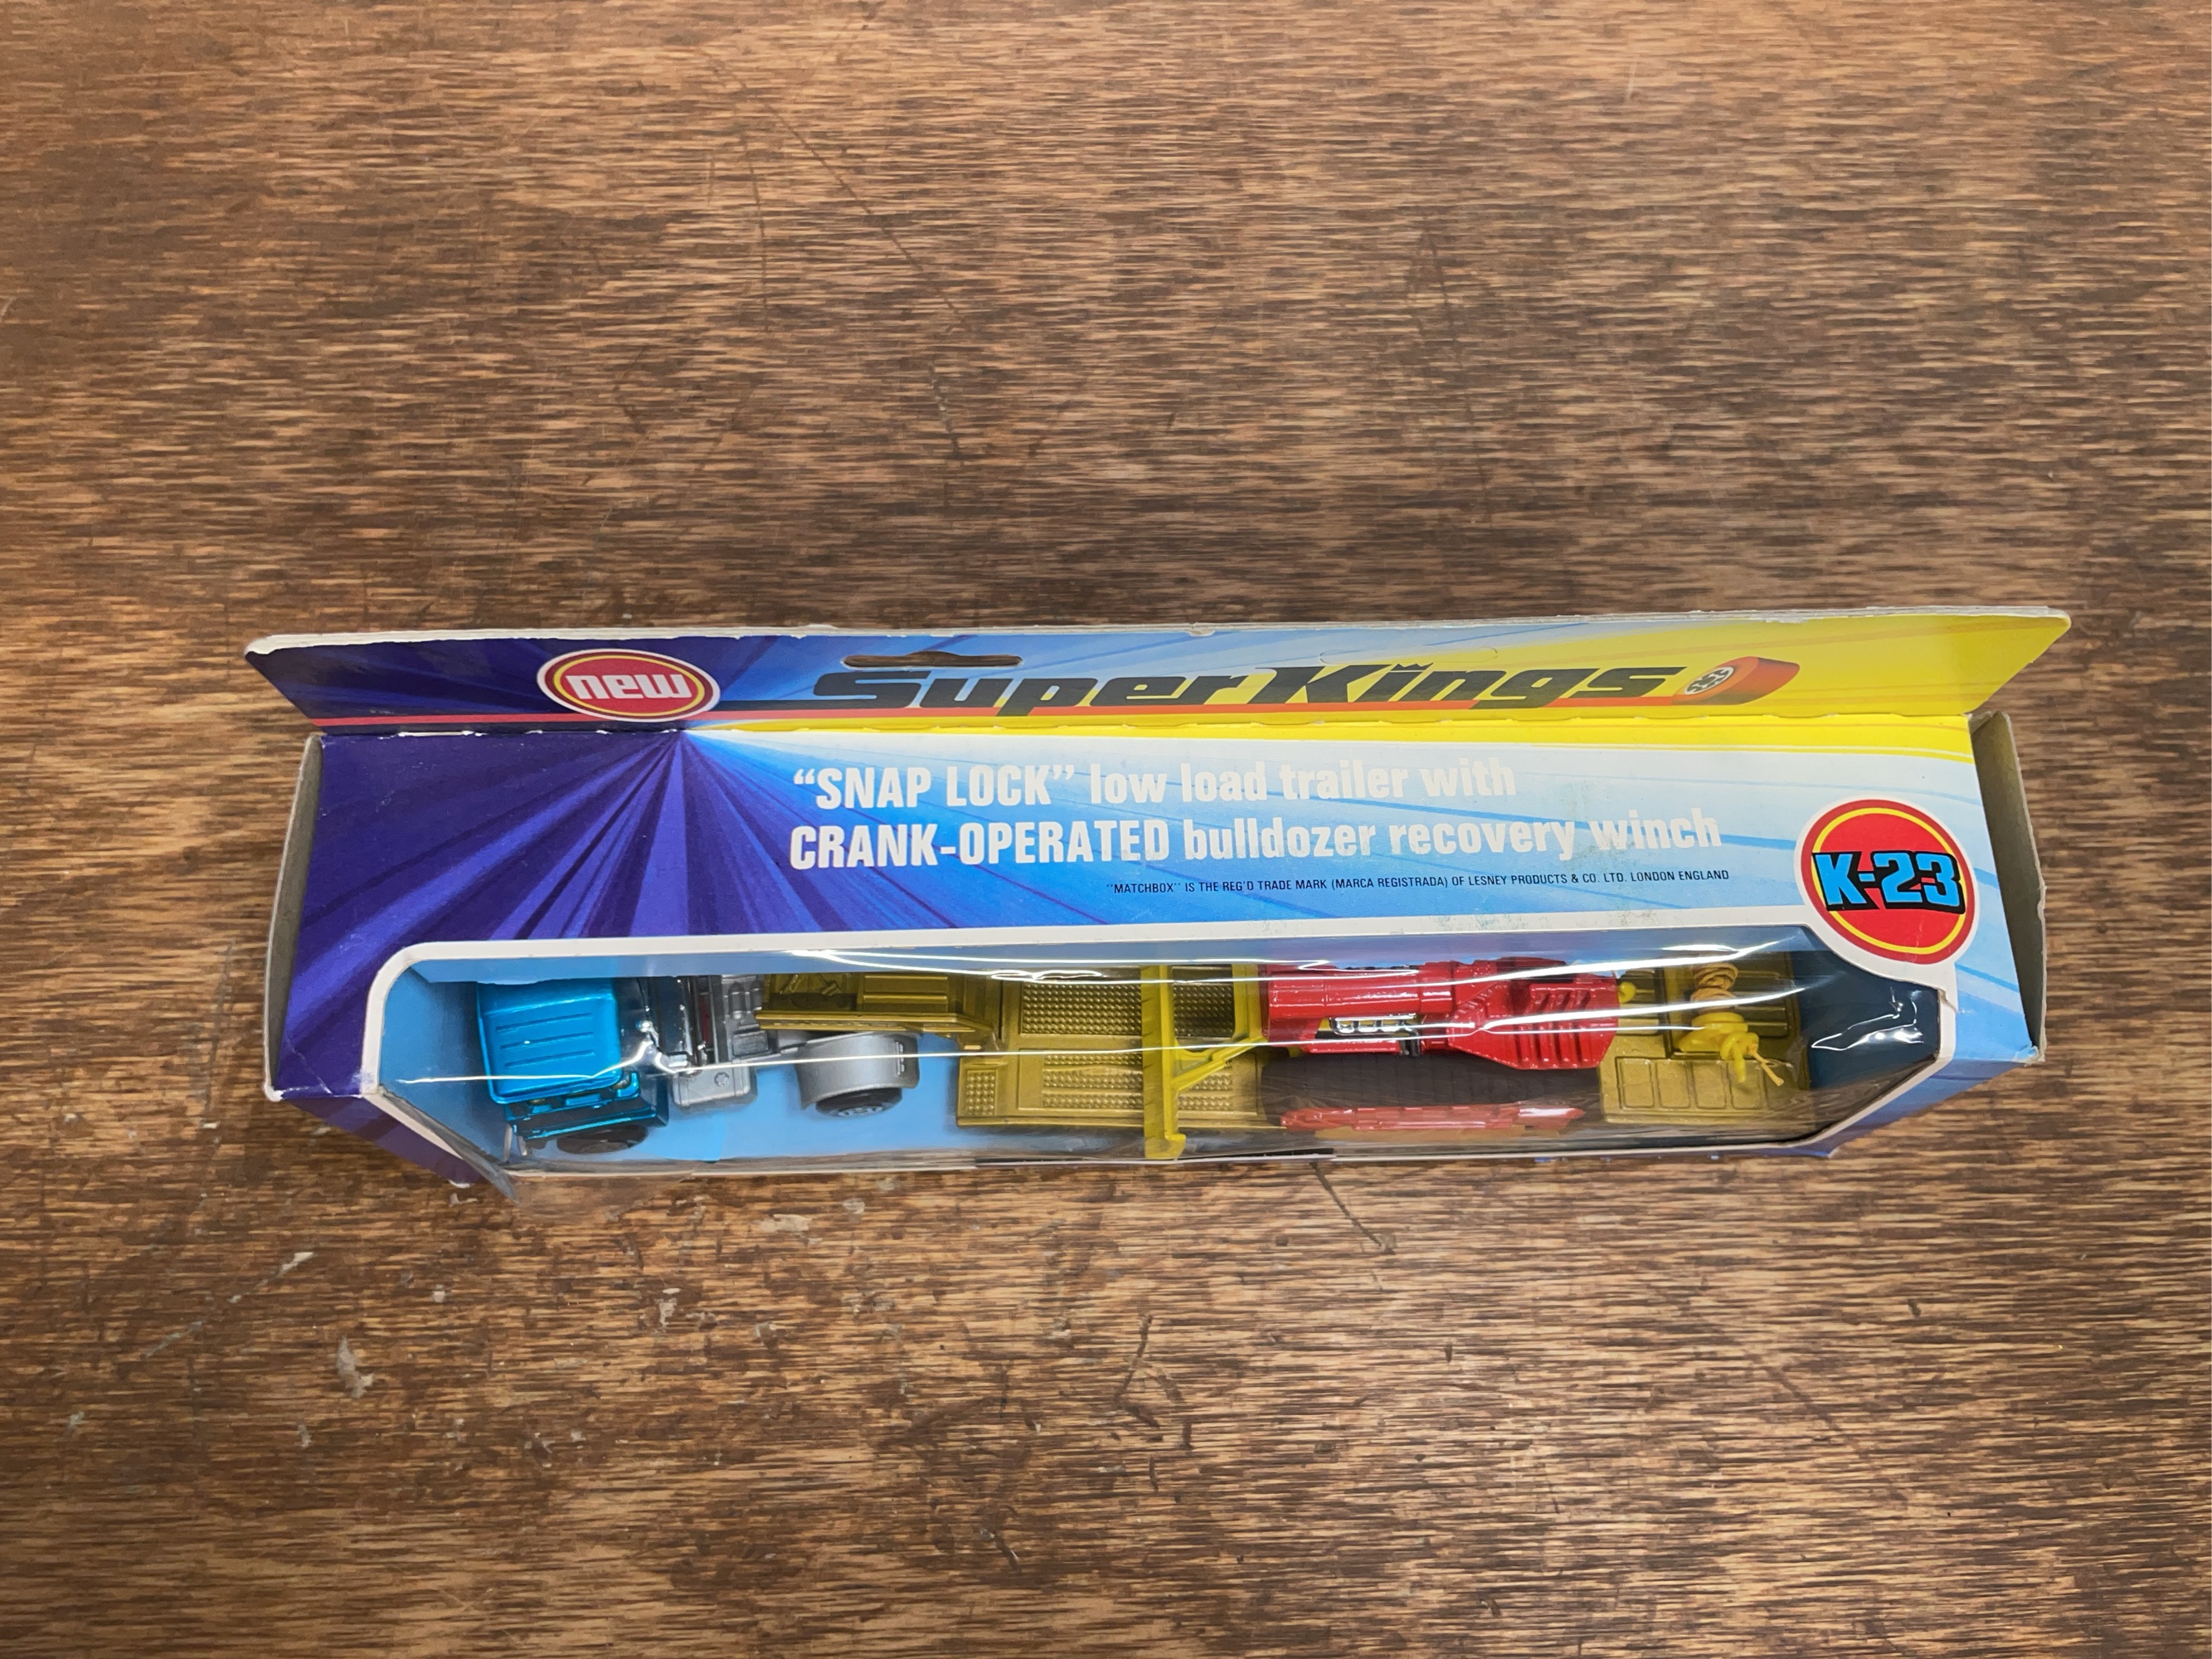 new
SuperKings
“SNAP LOCK” low load trailer with
CRANK-OPERATED bulldozer recovery winch
"MATCHBOX" IS THE REG'D TRADE MARK (MARCA REGISTRADA) OF LESNEY PRODUCTS & CO. LTD. LONDON ENGLAND
K-23